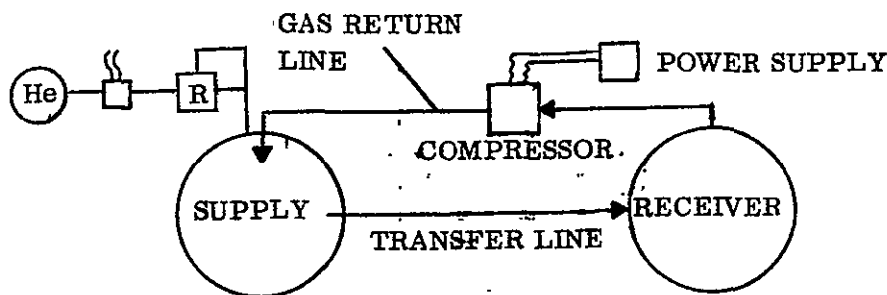 GAS RETURN
LINE
POWER SUPPLY
He
R
COMPRESSOR
SUPPLY
RECEIVER
TRANSFER LINE